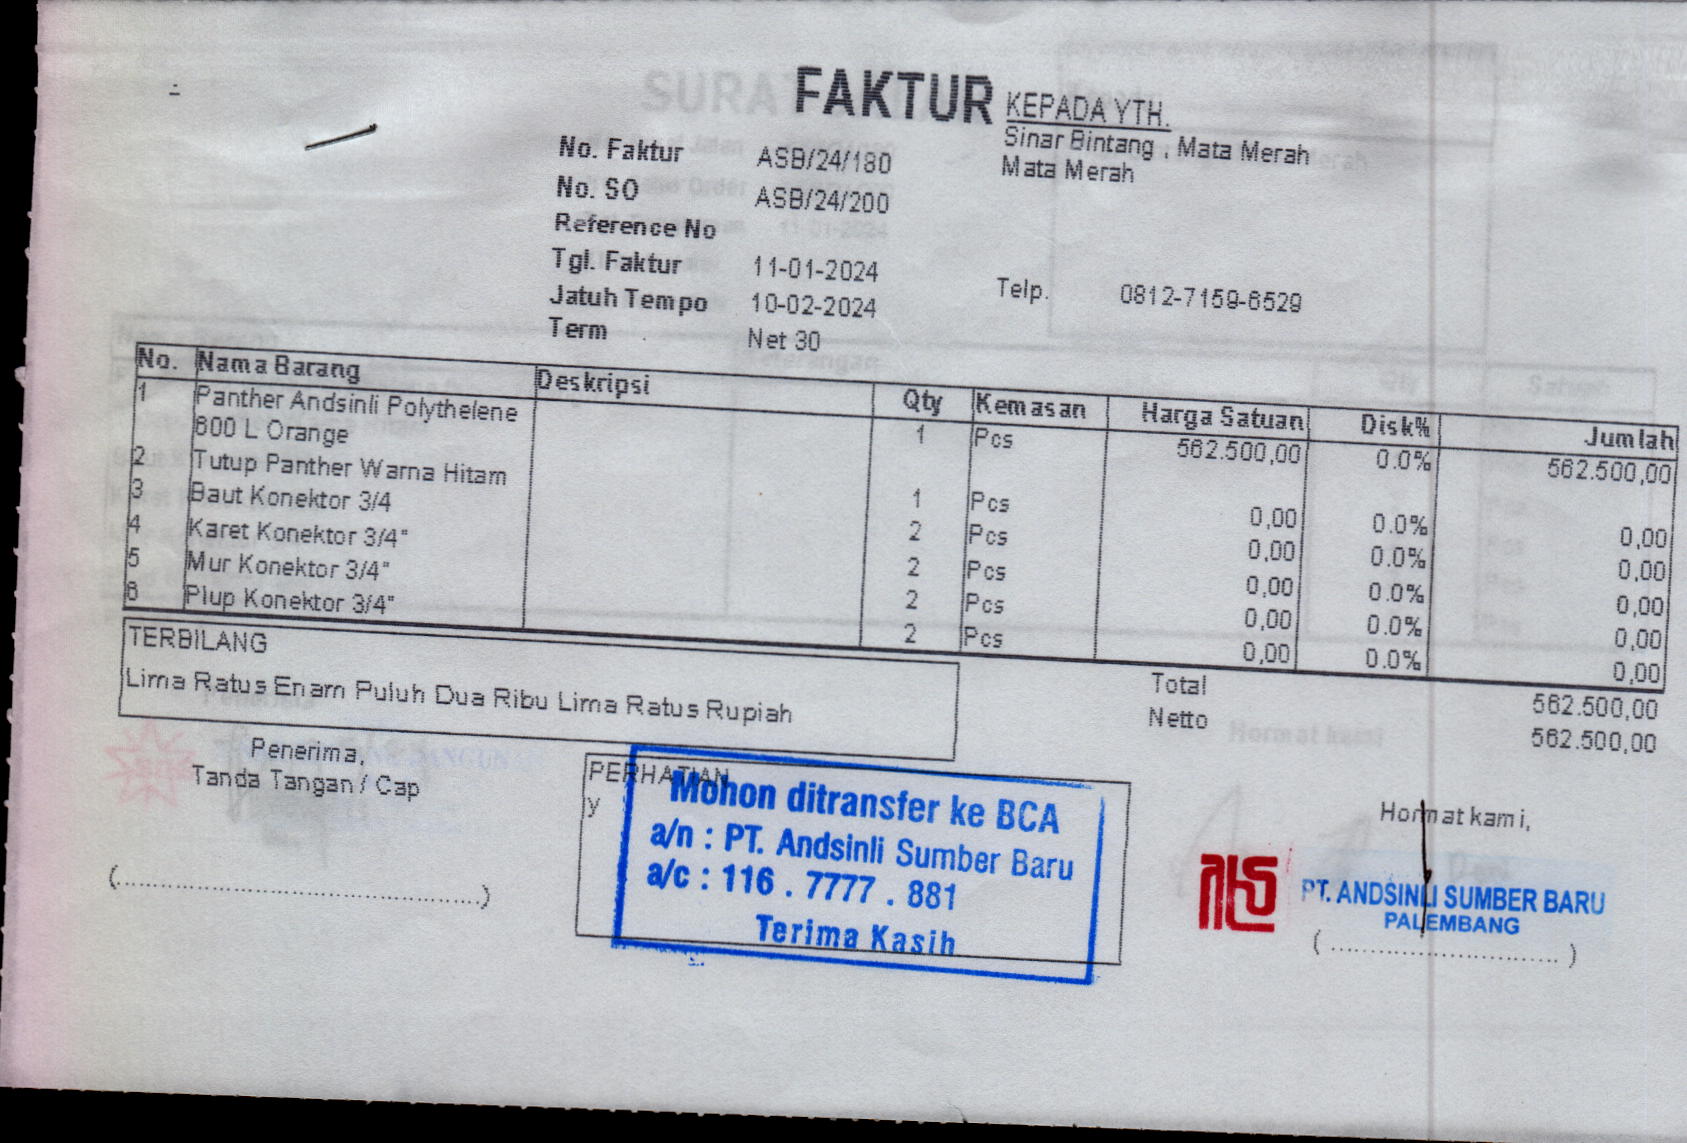 FAKTUR
KEPADA YTH.
Sinar Bintang , Mata Merah
Mata Merah
No. Faktur ASB/24/180
No. SO ASB/24/200
Reference No
Tgl. Faktur 11-01-2024
Jatuh Tempo 10-02-2024
Term Net 30
Telp. 0812-7159-6529
No. Nama Barang Deskripsi Qty Kemasan Harga Satuan Disk% Jumlah
1 Panther Andsinli Polythelene 1 Pcs 562.500,00 0.0% 562.500,00
600 L Orange
2 Tutup Panther Warna Hitam 1 Pcs 0,00 0.0% 0,00
3 Baut Konektor 3/4 2 Pcs 0,00 0.0% 0,00
4 Karet Konektor 3/4" 2 Pcs 0,00 0.0% 0,00
5 Mur Konektor 3/4" 2 Pcs 0,00 0.0% 0,00
6 Plup Konektor 3/4" 2 Pcs 0,00 0.0% 0,00
TERBILANG
Lima Ratus Enam Puluh Dua Ribu Lima Ratus Rupiah
Total 562.500,00
Netto 562.500,00
Penerima,
Tanda Tangan / Cap
(..........................................)
PERHATIAN
y
Mohon ditransfer ke BCA
a/n : PT. Andsinli Sumber Baru
a/c : 116 . 7777 . 881
Terima Kasih
Hormat kami,
PT. ANDSINLI SUMBER BARU
PALEMBANG
(.............................)